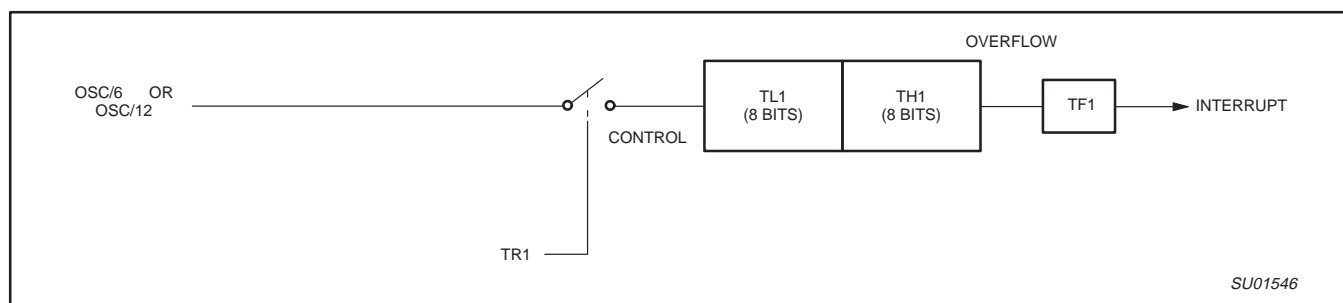 OVERFLOW
OSC/6 OR
OSC/12
TL1
(8 BITS)
TH1
(8 BITS)
TF1
INTERRUPT
CONTROL
TR1
SU01546